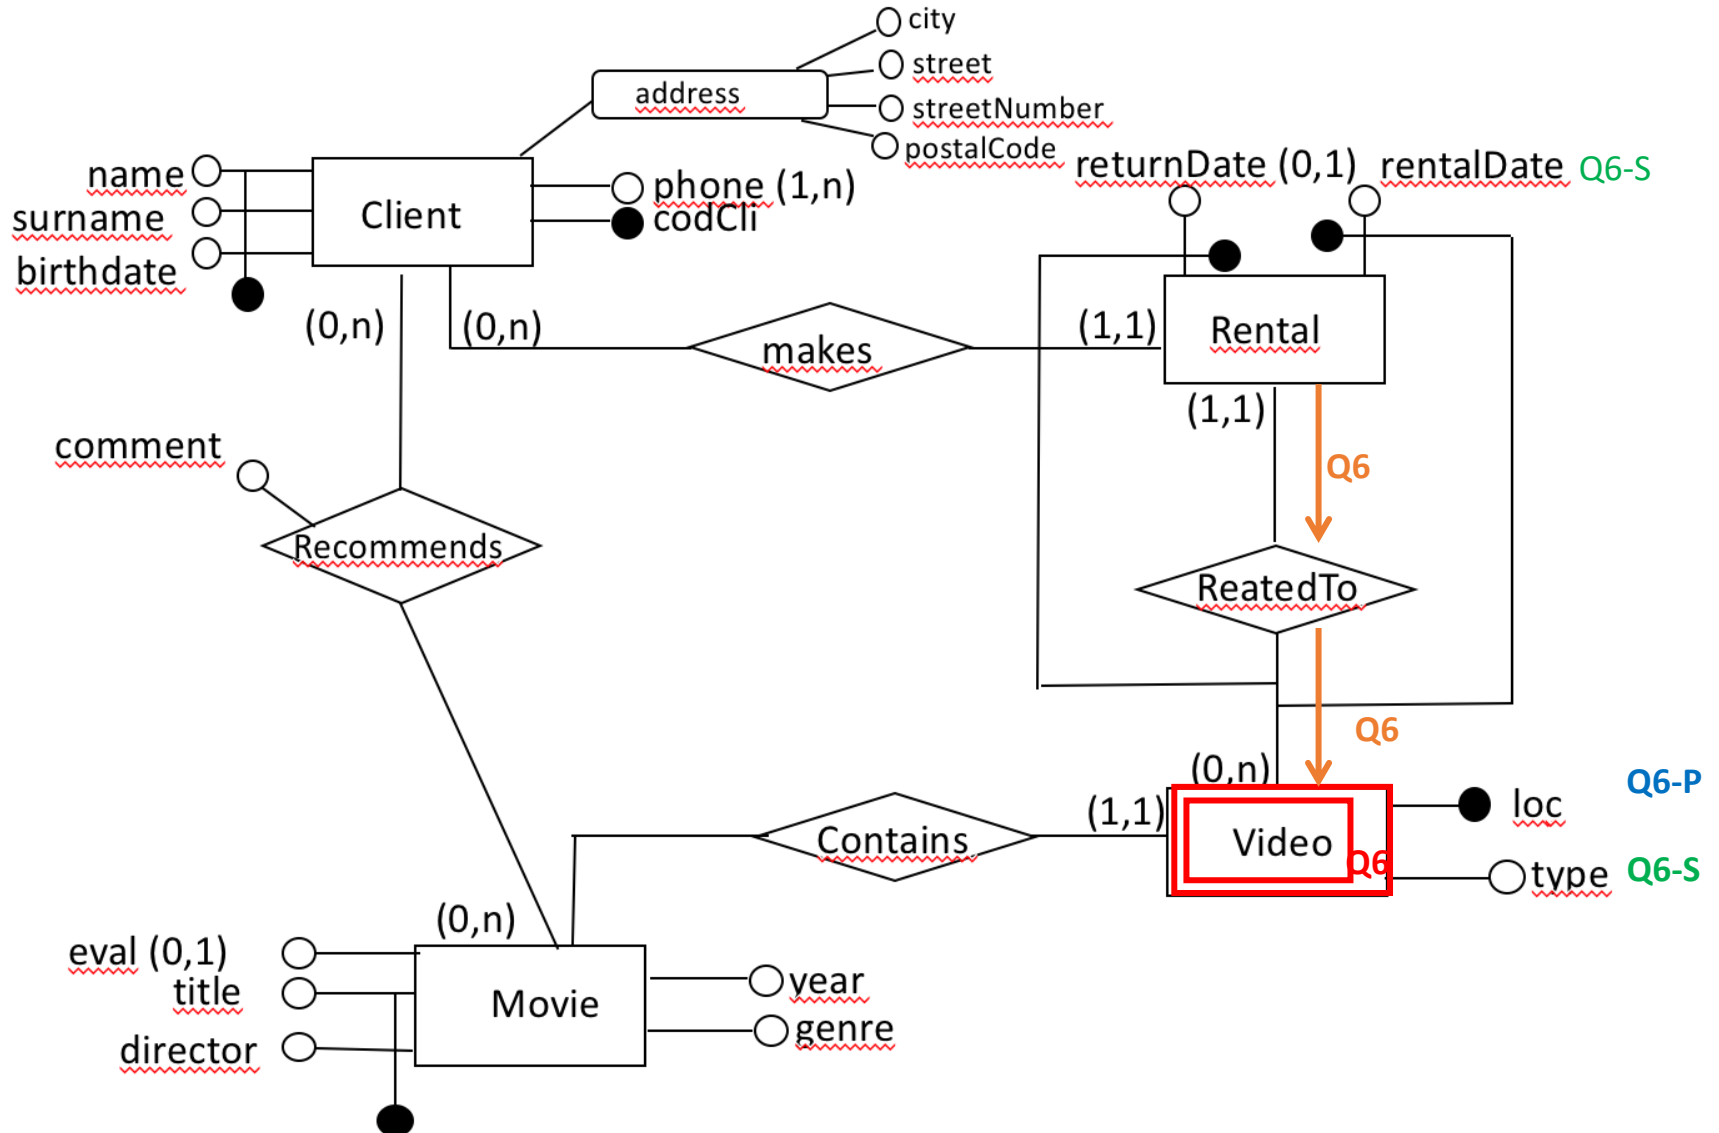 city
street
address
streetNumber
postalCode
returnDate (0,1) rentalDate Q6-S
name
phone (1,n)
Client
surname
codCli
birthdate
(0,n) (0,n)
makes
(1,1)
Rental
(1,1)
comment
Q6
Recommends
ReatedTo
Q6
(0,n)
Q6-P
loc
(1,1)
Contains
Video
Q6
type Q6-S
(0,n)
eval (0,1)
title
year
Movie
genre
director